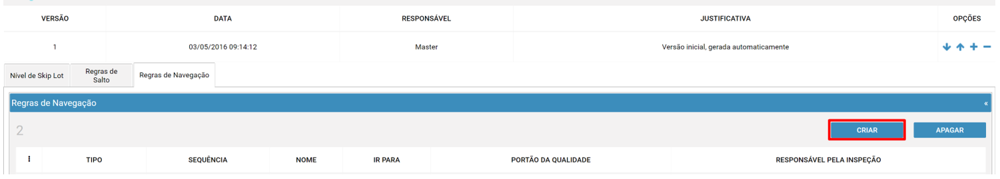 VERSÃO DATA RESPONSÁVEL JUSTIFICATIVA OPÇÕES
1 03/05/2016 09:14:12 Master Versão inicial, gerada automaticamente
Nível de Skip Lot
Regras de
Salto
Regras de Navegação
Regras de Navegação «
2 CRIAR APAGAR
TIPO SEQUÊNCIA NOME IR PARA PORTÃO DA QUALIDADE RESPONSÁVEL PELA INSPEÇÃO